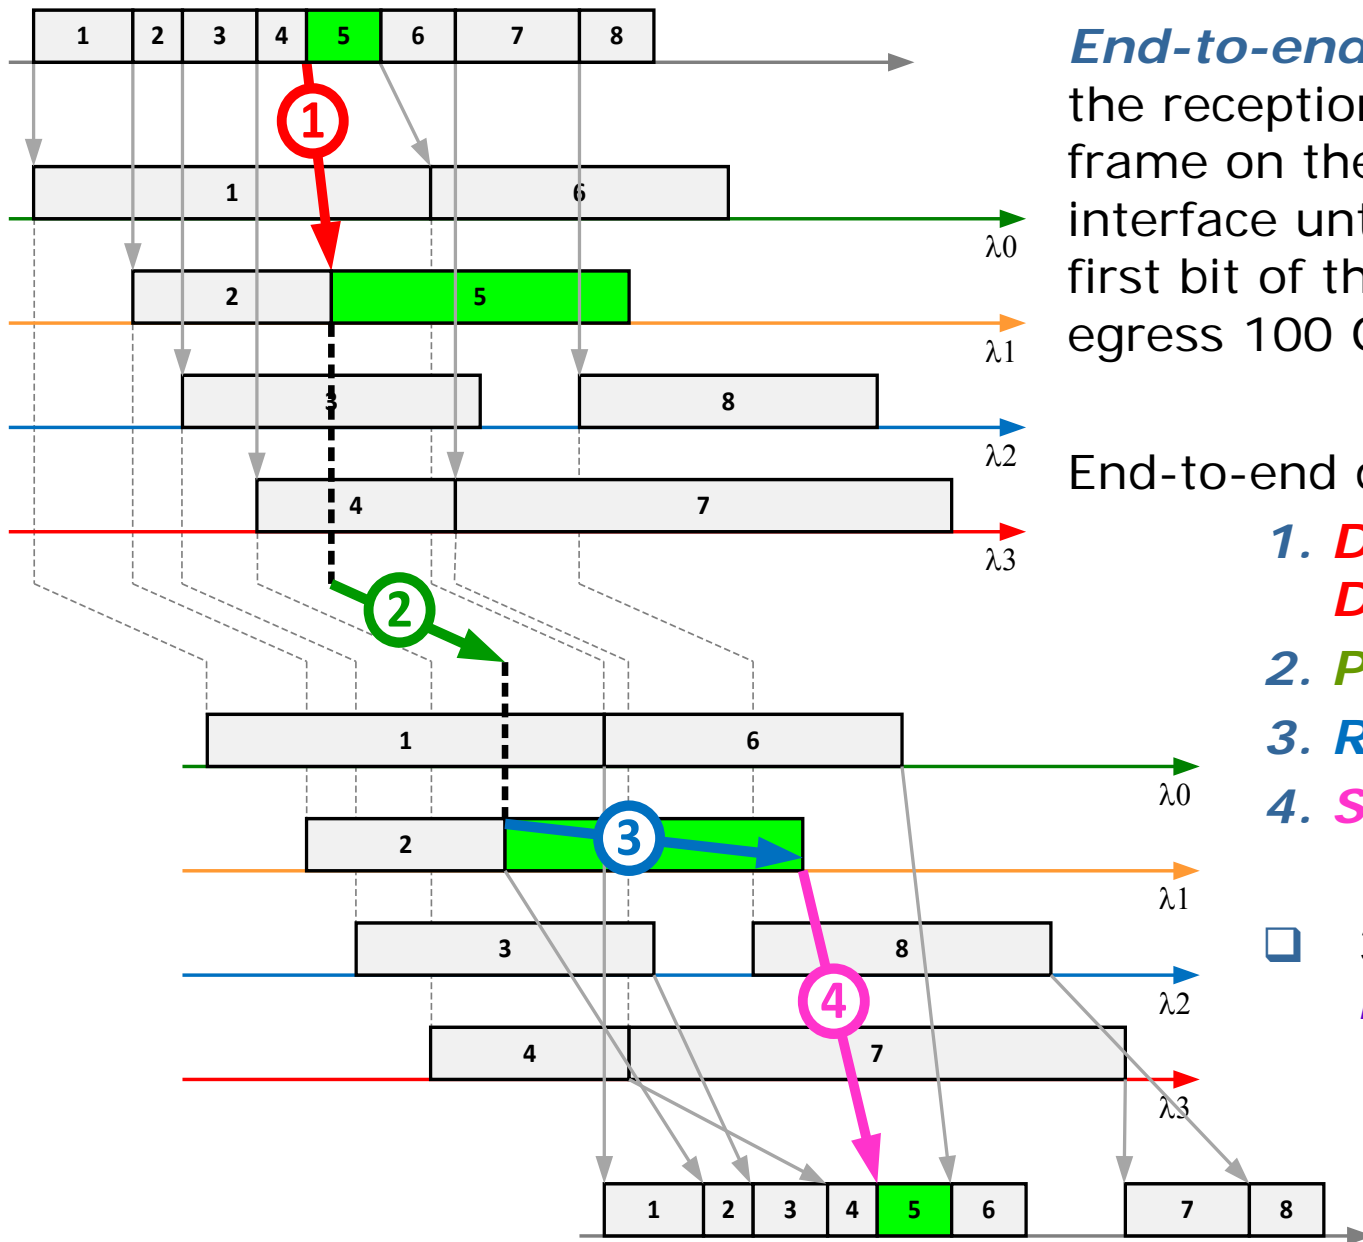 1 2 3 4 5 6 7 8
End-to-end
the reception
frame on the
interface unt
first bit of th
egress 100 G
1
1 6
λ0
2 5
λ1
3 8
λ2
End-to-end d
4 7
λ3
1. D
D
2
2. P
3. R
4. S
1 6
λ0
2 3
λ1
3 8
λ2
4
4 7
λ3
1 2 3 4 5 6 7 8